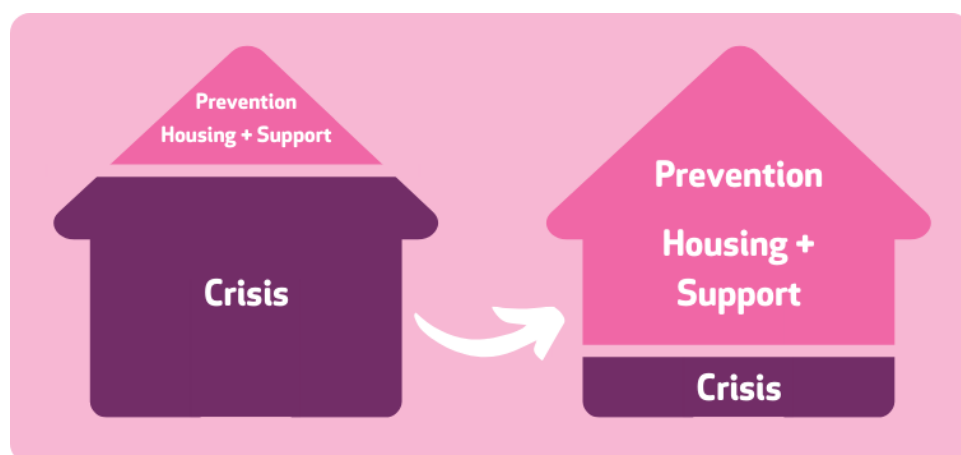 Prevention
Housing + Support
Crisis
Prevention
Housing +
Support
Crisis